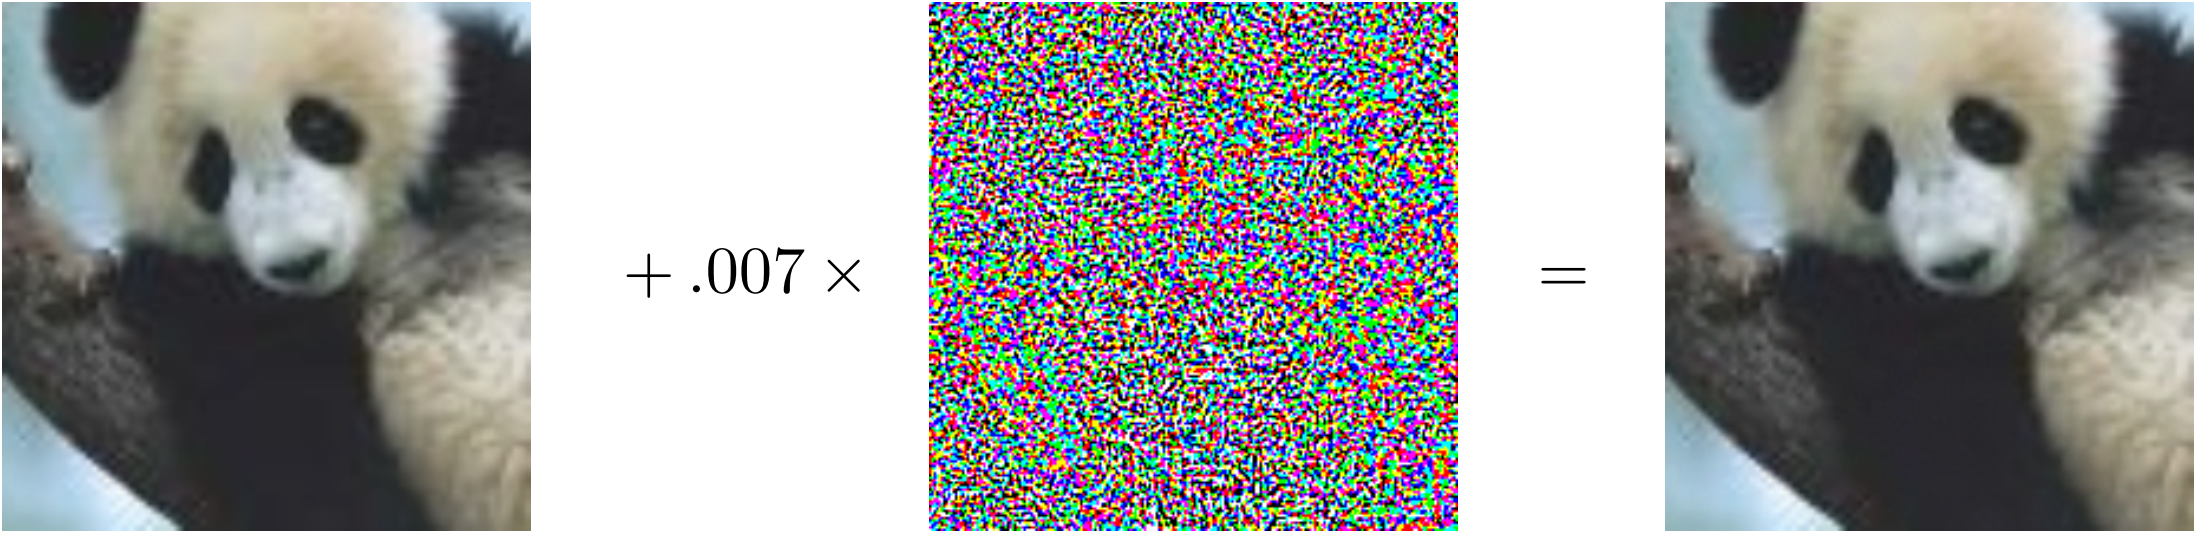 + .007 × =